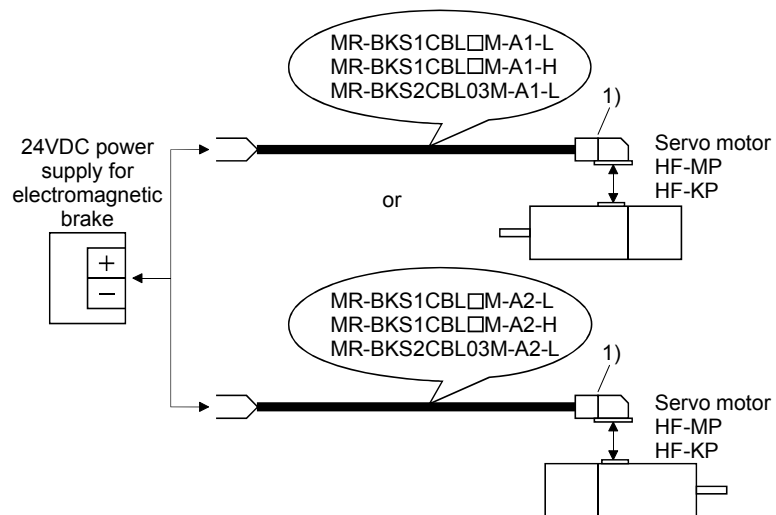 MR-BKS1CBL□M-A1-L
MR-BKS1CBL□M-A1-H
MR-BKS2CBL03M-A1-L
1)
24VDC power
supply for
electromagnetic
brake
Servo motor
HF-MP
HF-KP
or
+
−
MR-BKS1CBL□M-A2-L
MR-BKS1CBL□M-A2-H
MR-BKS2CBL03M-A2-L
1)
Servo motor
HF-MP
HF-KP